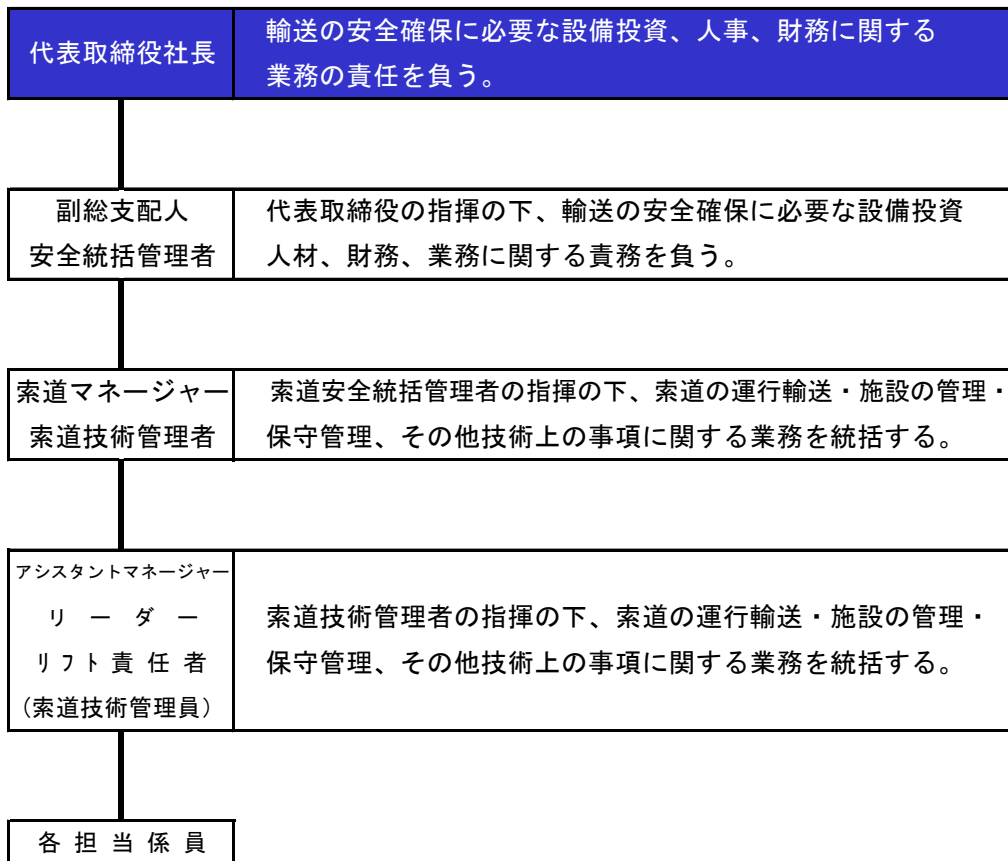 代表取締役社長
輸送の安全確保に必要な設備投資、人事、財務に関する
業務の責任を負う。
副総支配人
安全統括管理者
代表取締役の指揮の下、輸送の安全確保に必要な設備投資
人材、財務、業務に関する責務を負う。
索道マネージャー
索道技術管理者
索道安全統括管理者の指揮の下、索道の運行輸送・施設の管理・
保守管理、その他技術上の事項に関する業務を統括する。
アシスタントマネージャー
リーダー
リフト責任者
(索道技術管理員)
索道技術管理者の指揮の下、索道の運行輸送・施設の管理・
保守管理、その他技術上の事項に関する業務を統括する。
各担当係員